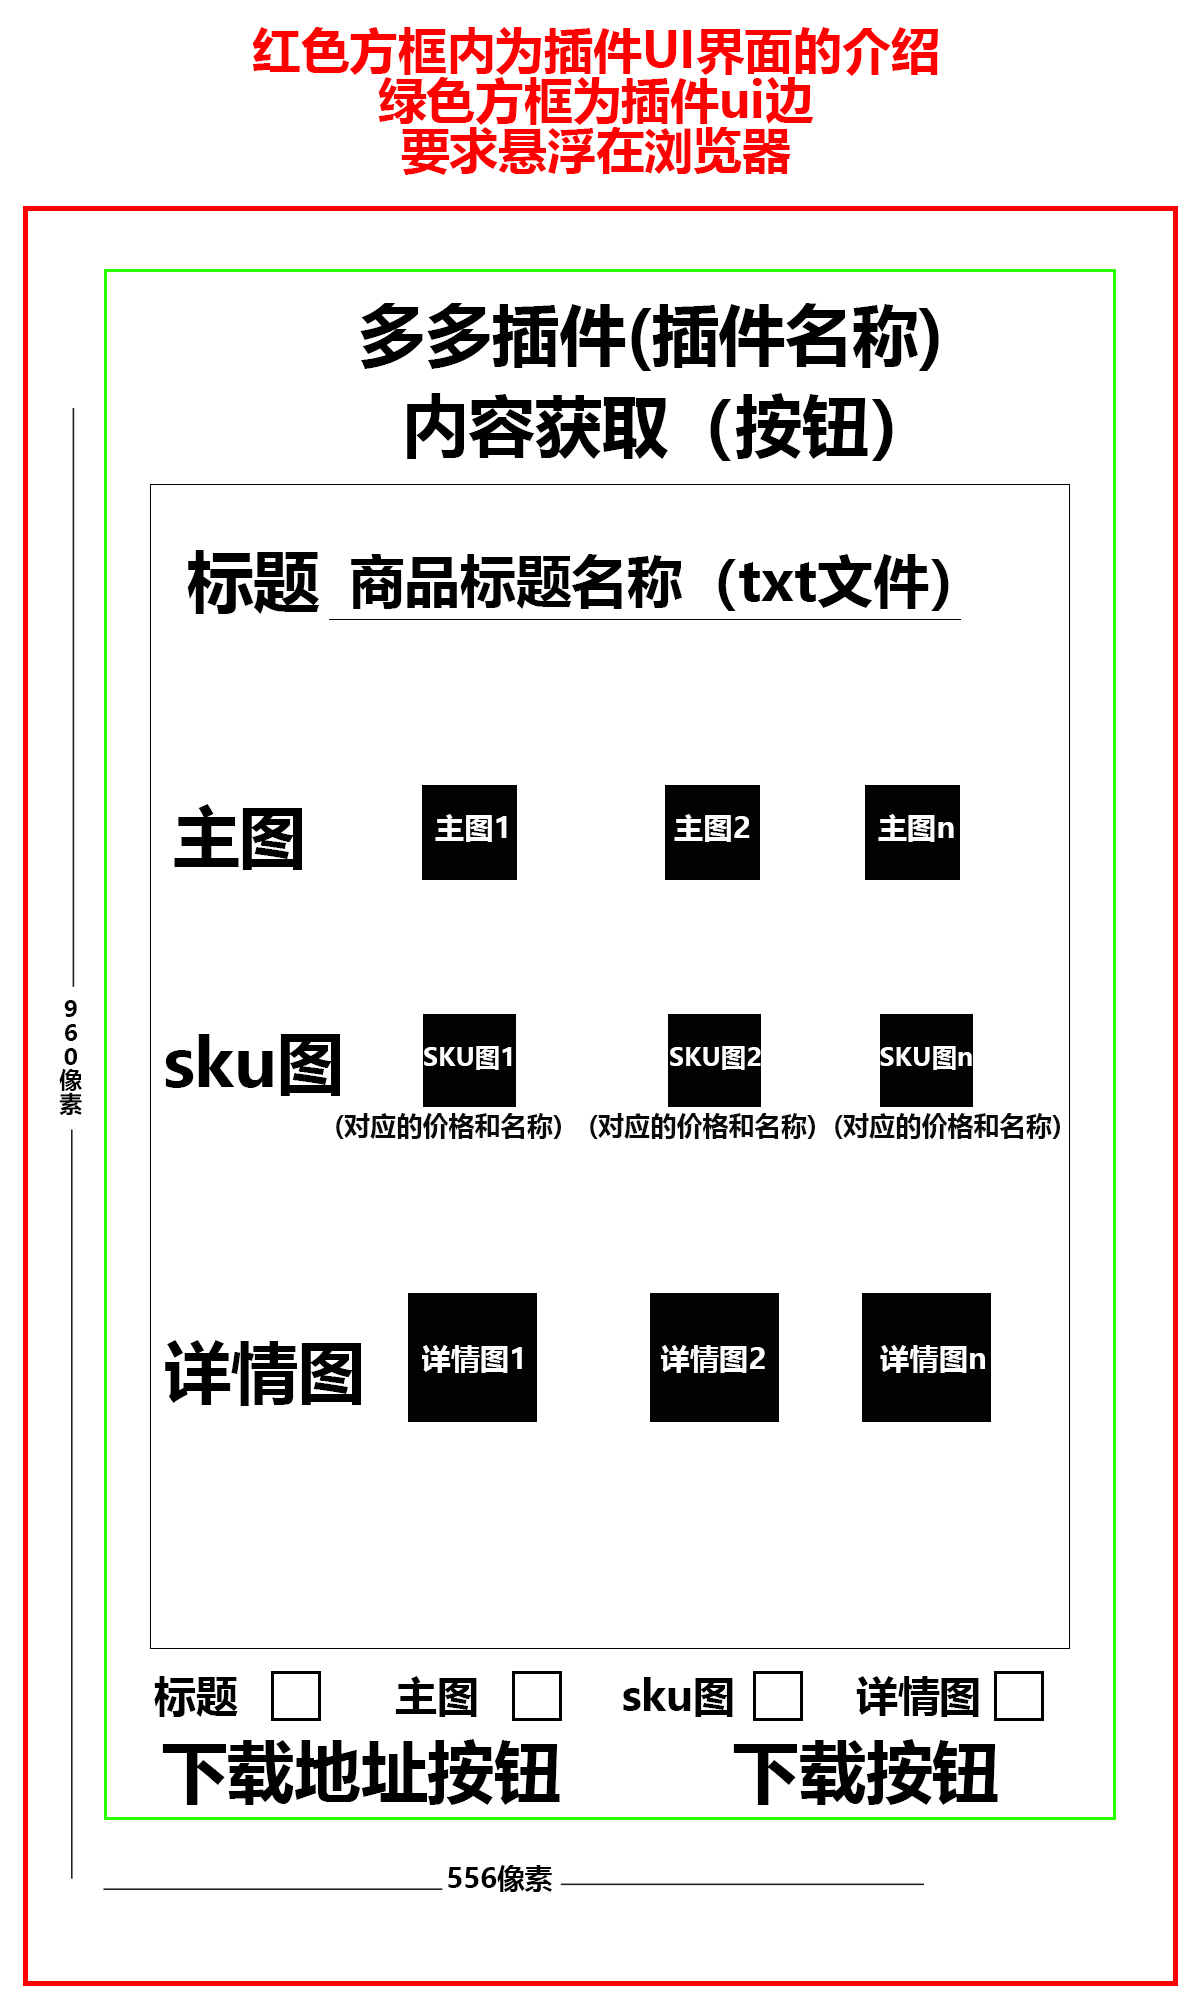 红色方框内为插件UI界面的介绍
绿色方框为插件ui边
要求悬浮在浏览器
多多插件(插件名称)
内容获取（按钮）
标题 商品标题名称（txt文件）
主图 主图1 主图2 主图n
960像素
sku图 SKU图1 SKU图2 SKU图n
(对应的价格和名称) (对应的价格和名称) (对应的价格和名称)
详情图 详情图1 详情图2 详情图n
标题 主图 sku图 详情图
下载地址按钮 下载按钮
556像素